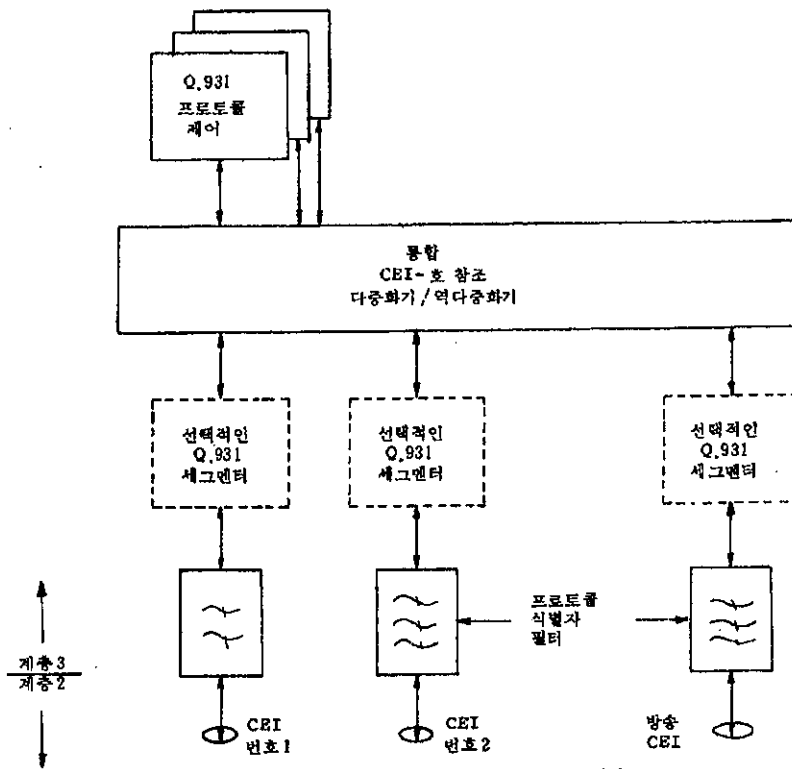 Q.931
프로토콜
제어
통합
CEI-호 참조
다중화기/역다중화기
선택적인
Q.931
세그멘터
선택적인
Q.931
세그멘터
선택적인
Q.931
세그멘터
프로토콜
식별자
필터
계층3
계층2
CEI
번호1
CEI
번호2
방송
CEI